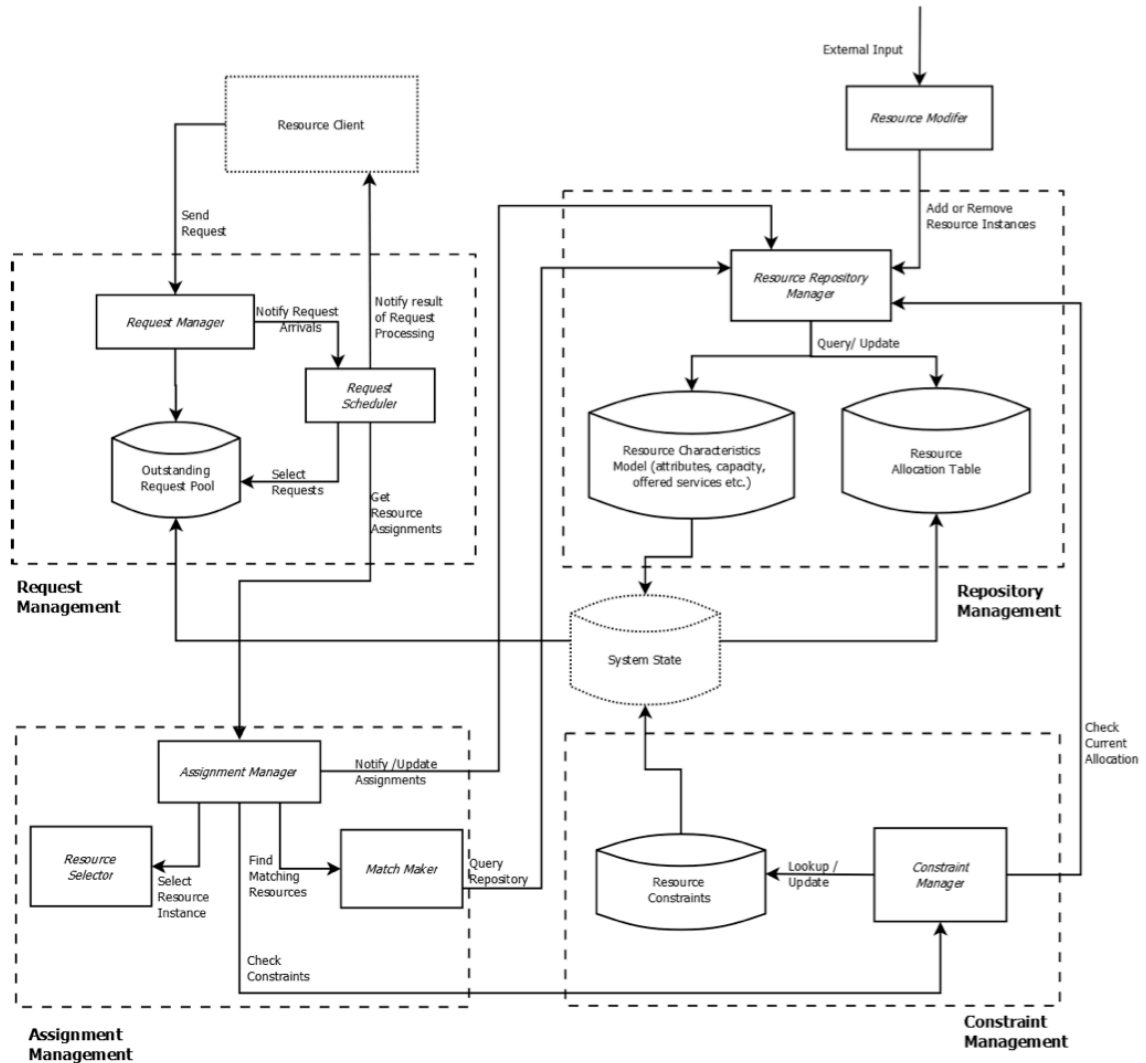 External Input
Resource Modifer
Resource Client
Send
Request
Add or Remove
Resource Instances
Resource Repository
Manager
Request Manager
Notify Request
Arrivals
Notify result
of Request
Processing
Query/ Update
Request
Scheduler
Outstanding
Request Pool
Select
Requests
Get
Resource
Assignments
Resource Characteristics
Model (attributes, capacity,
offered services etc.)
Resource
Allocation Table
Request
Management
Repository
Management
System State
Assignment Manager
Notify /Update
Assignments
Check
Current
Allocation
Resource
Selector
Select
Resource
Instance
Find
Matching
Resources
Match Maker
Query
Repository
Resource
Constraints
Lookup /
Update
Constraint
Manager
Check
Constraints
Assignment
Management
Constraint
Management